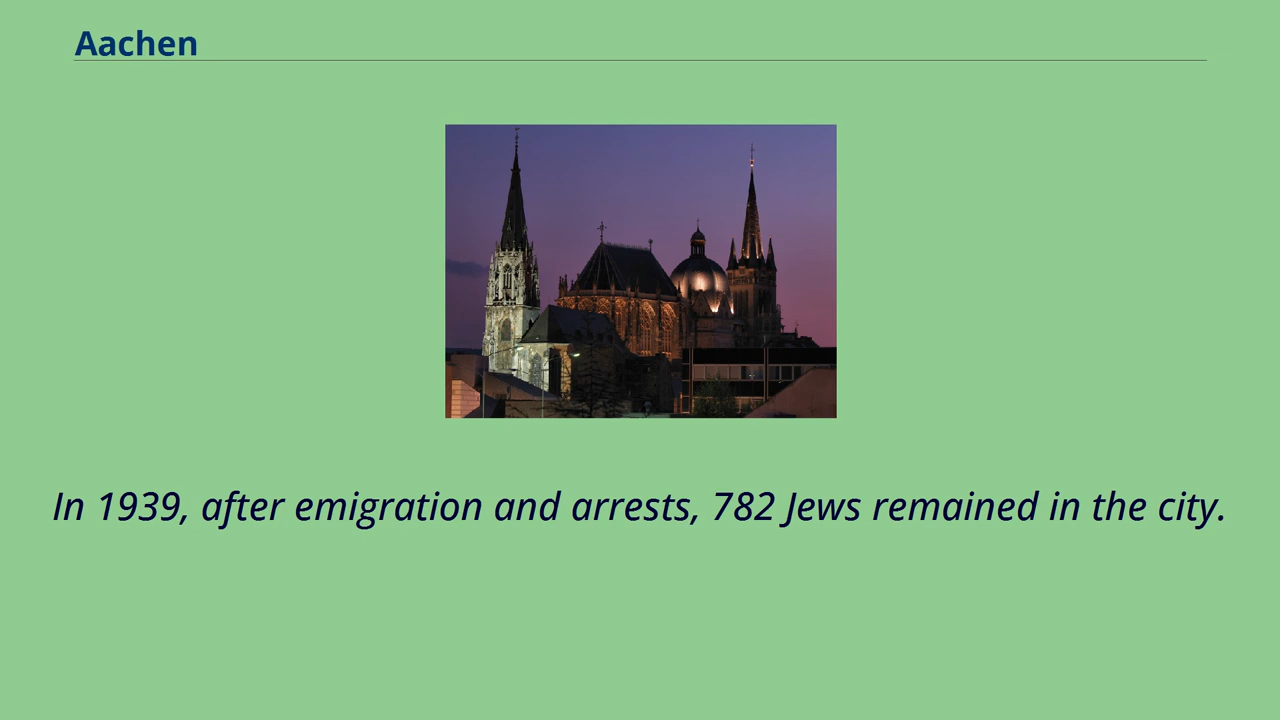 Aachen
In 1939, after emigration and arrests, 782 Jews remained in the city.